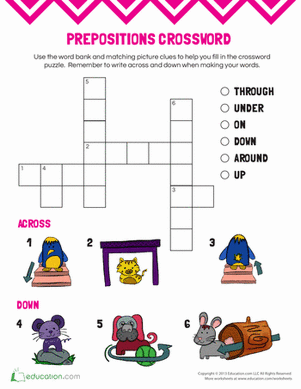 PREPOSITIONS CROSSWORD
Use the word bank and matching picture clues to help you fill in the crossword
puzzle. Remember to write across and down when making your words.
5
6
THROUGH
UNDER
ON
2
DOWN
AROUND
1 4
UP
3
ACROSS
1 2 3
DOWN
4 5 6
education.com
Copyright © 2013 Education.com LLC All Rights Reserved
More worksheets at www.education.com/worksheets